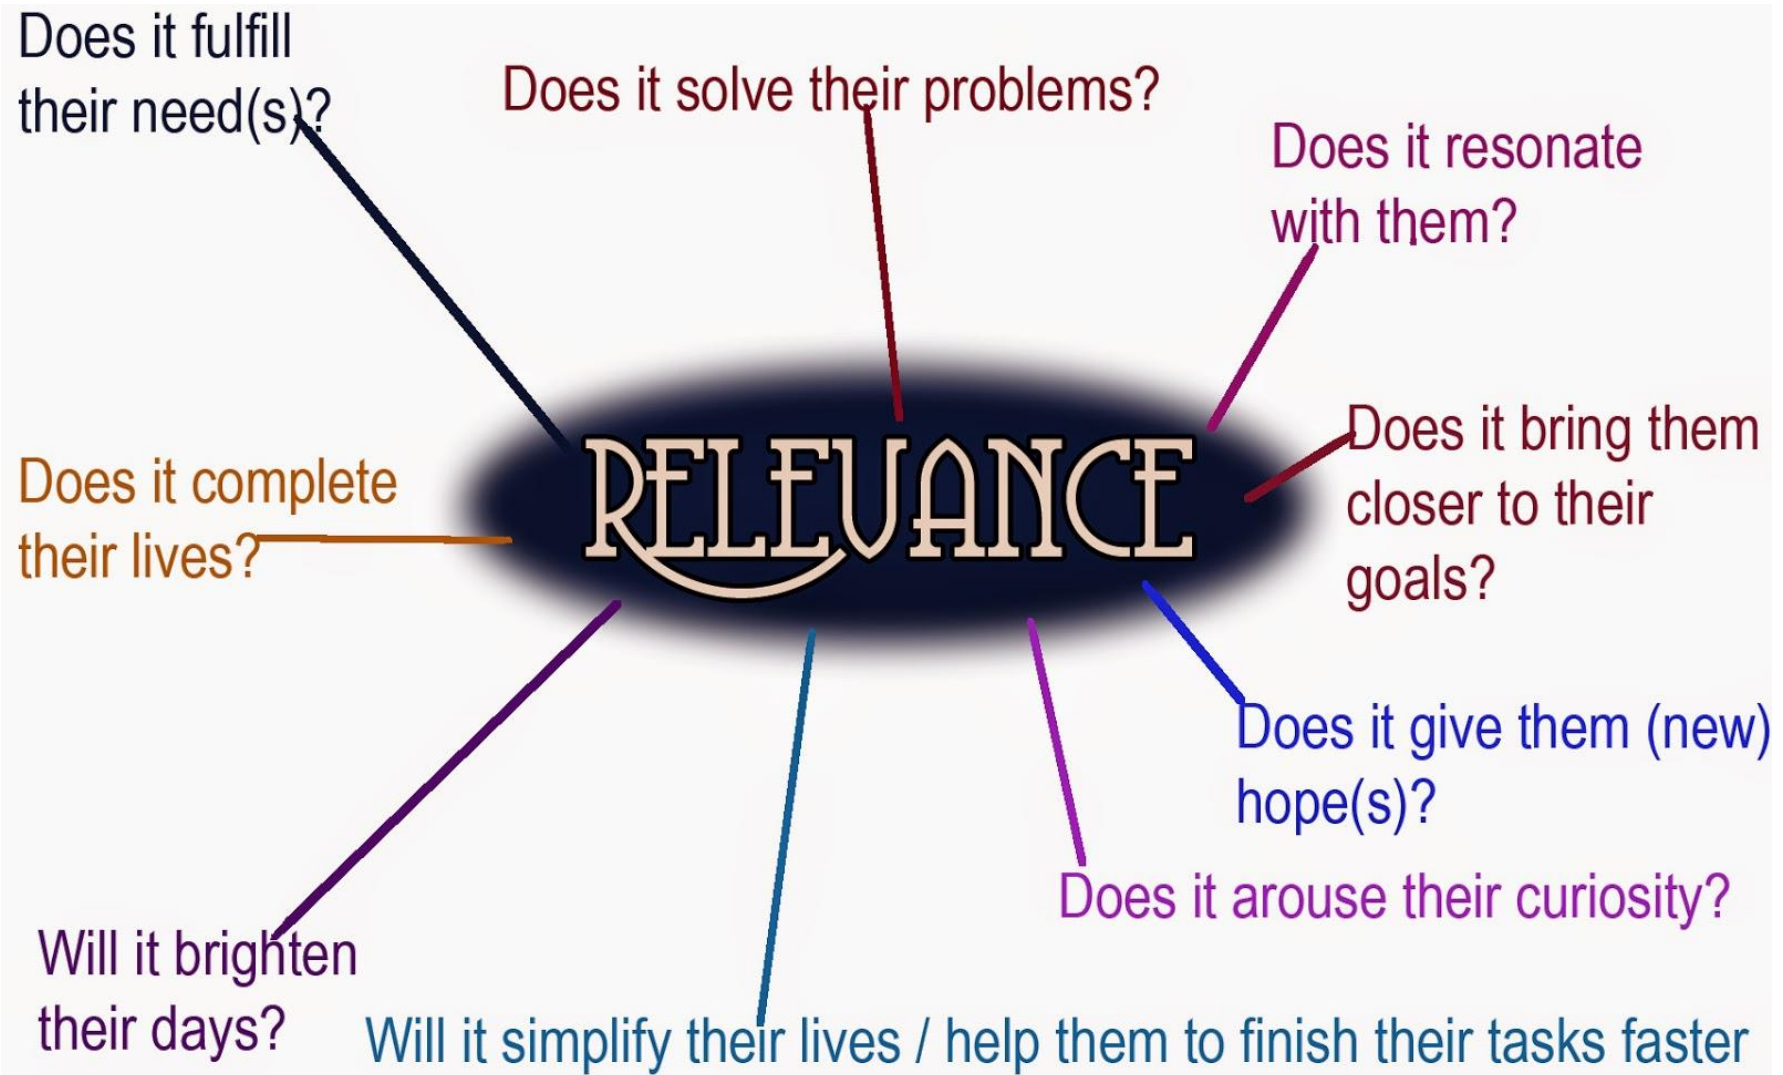 Does it fulfill
their need(s)?
Does it solve their problems?
Does it resonate
with them?
RELEVANCE
Does it bring them
closer to their
goals?
Does it complete
their lives?
Does it give them (new)
hope(s)?
Does it arouse their curiosity?
Will it brighten
their days?
Will it simplify their lives / help them to finish their tasks faster